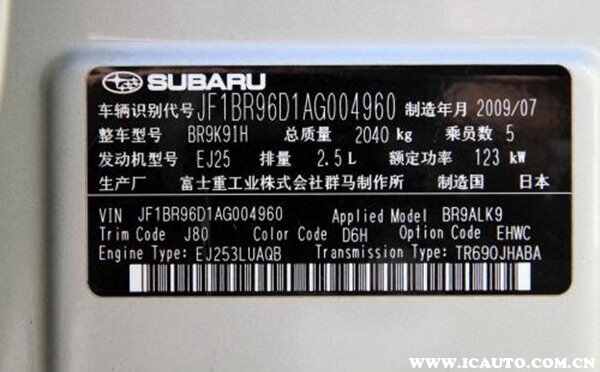 SUBARU
车辆识别代号 JF1BR96D1AG004960 制造年月 2009/07
整车型号 BR9K91H 总质量 2040 kg 乘员数 5
发动机型号 EJ25 排量 2.5 L 额定功率 123 kW
生产厂 富士重工业株式会社群马制作所 制造国 日本
VIN JF1BR96D1AG004960 Applied Model BR9ALK9
Trim Code J80 Color Code D6H Option Code EHWC
Engine Type: EJ253LUAQB Transmission Type: TR690JHABA
WWW.ICAUTO.COM.CN